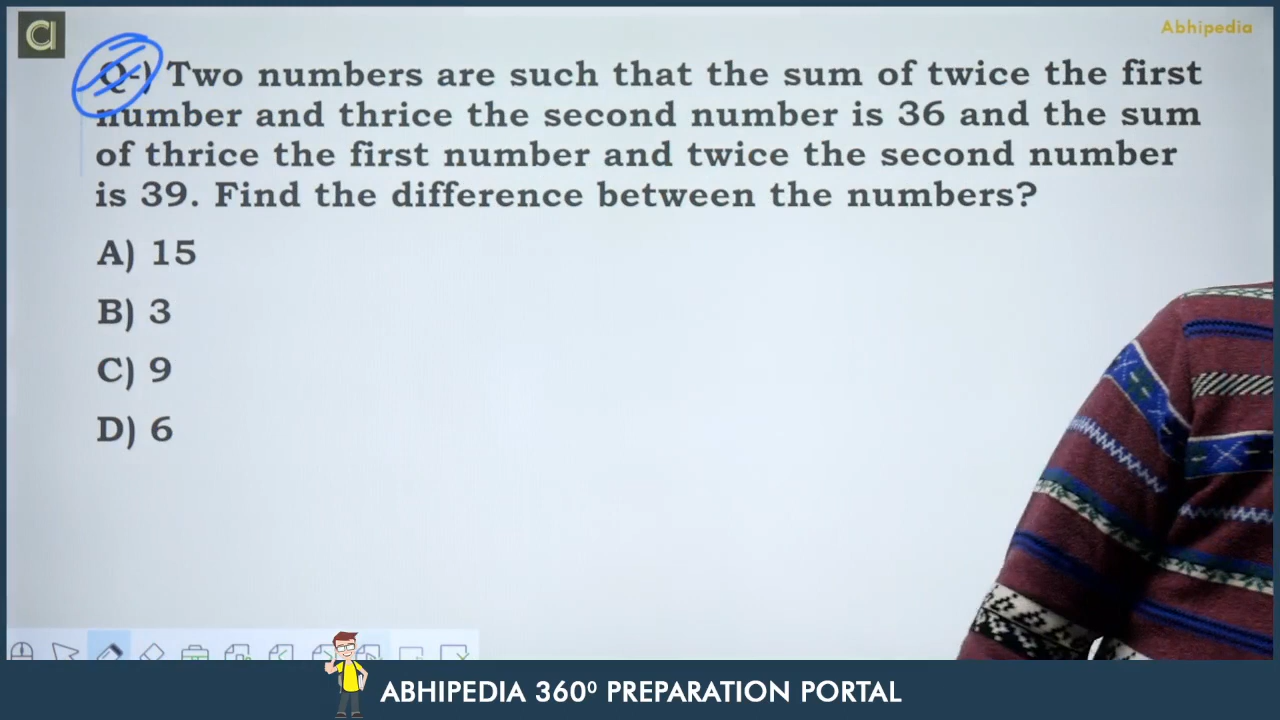 Abhipedia
Q-) Two numbers are such that the sum of twice the first
number and thrice the second number is 36 and the sum
of thrice the first number and twice the second number
is 39. Find the difference between the numbers?
A) 15
B) 3
C) 9
D) 6
ABHIPEDIA 360⁰ PREPARATION PORTAL